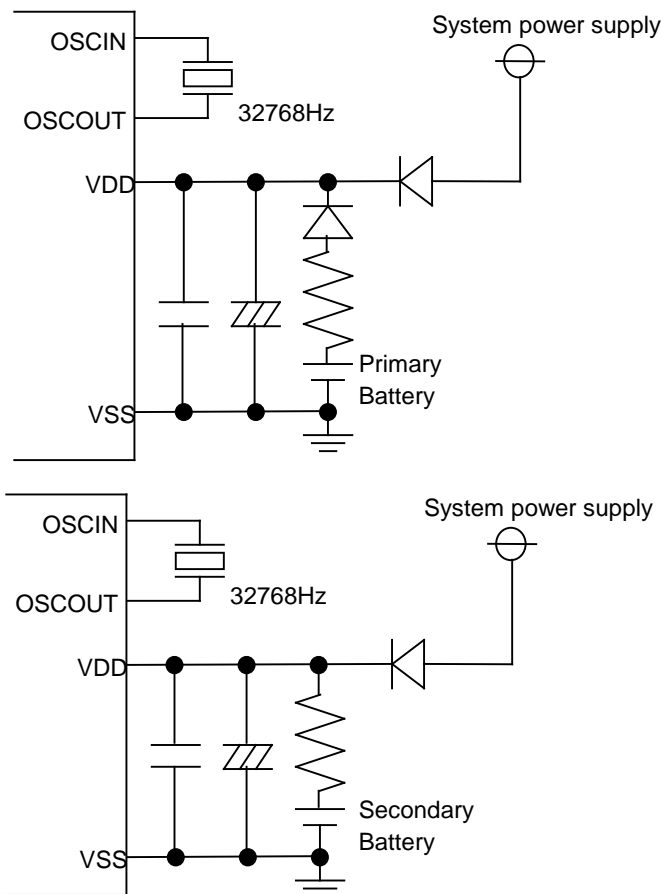 System power supply
OSCIN
OSCOUT
32768Hz
VDD
Primary
Battery
VSS
System power supply
OSCIN
OSCOUT
32768Hz
VDD
Secondary
Battery
VSS